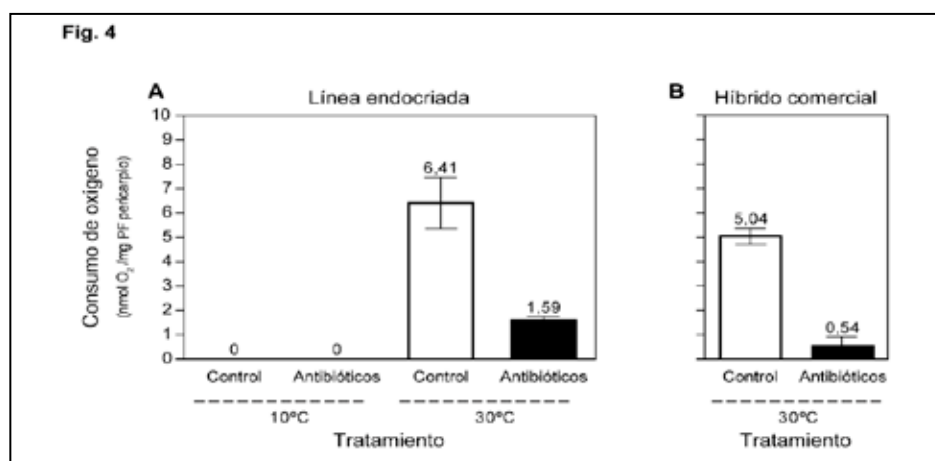 Fig. 4
A
Línea endocriada
Consumo de oxigeno
(nmol O2/mg PF pericarpio)
10
9
8
7
6
5
4
3
2
1
0
0
0
6,41
1,59
Control
Antibióticos
Control
Antibióticos
10ºC
30ºC
Tratamiento
B
Híbrido comercial
5,04
0,54
Control
Antibióticos
30ºC
Tratamiento